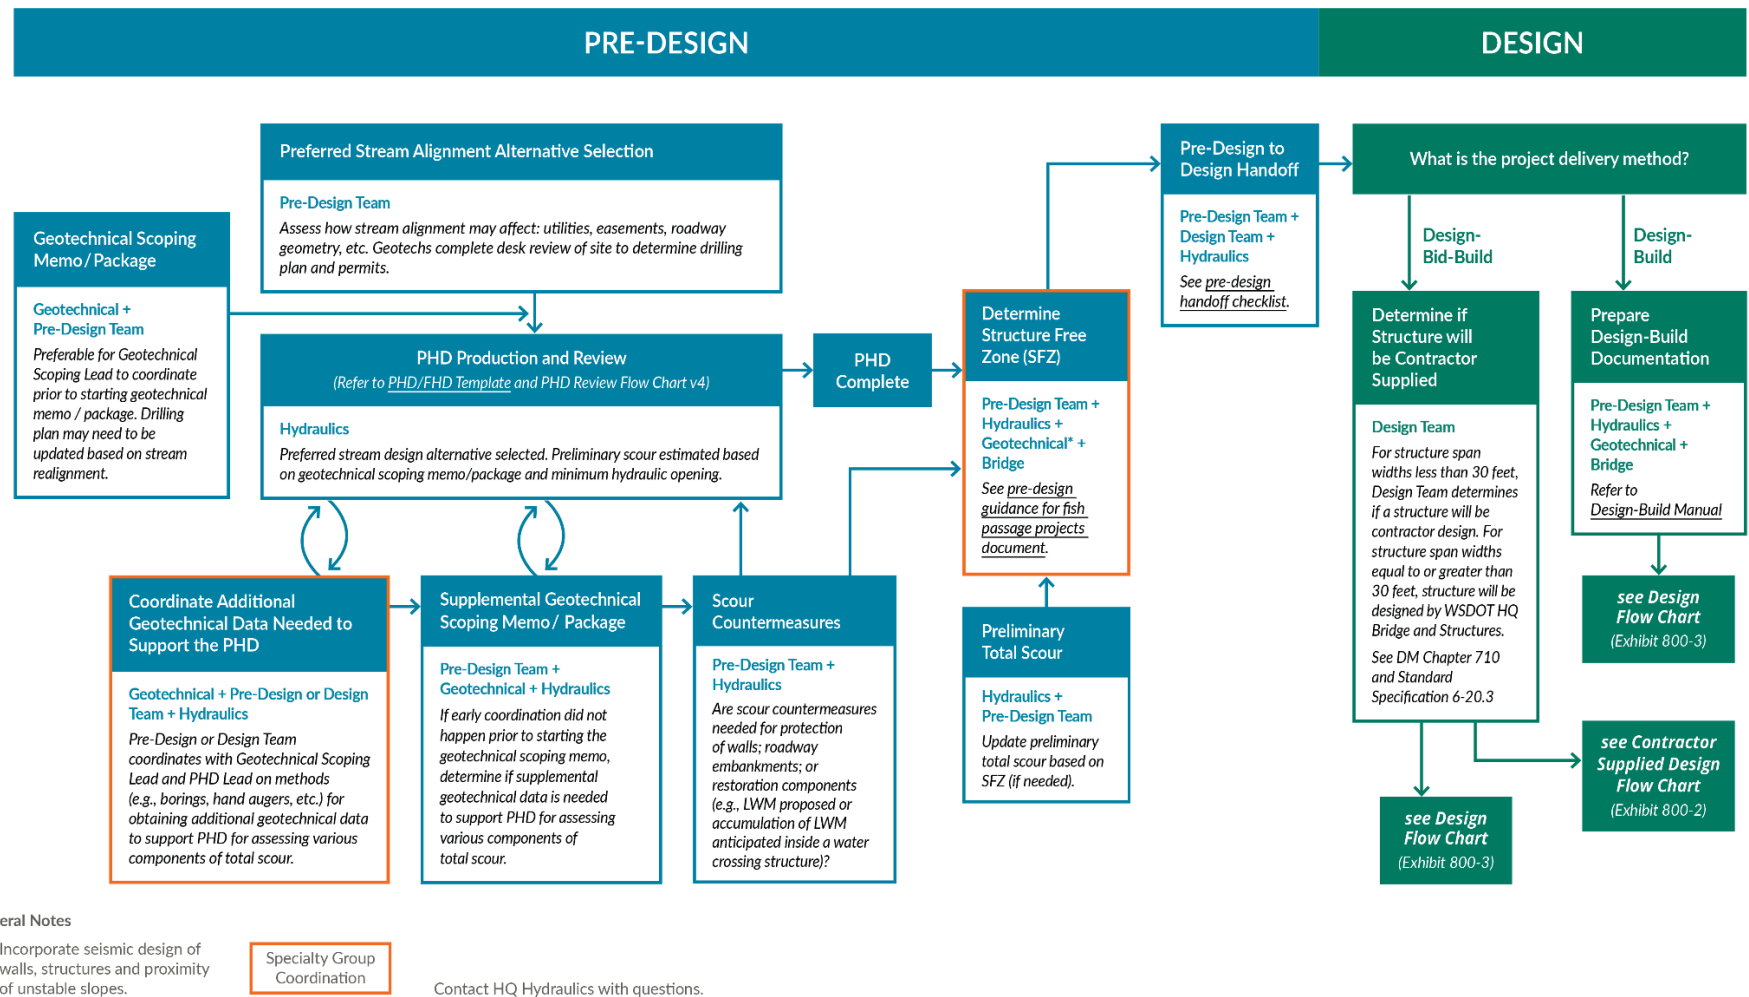 PRE-DESIGN
DESIGN
Geotechnical Scoping
Memo / Package
Geotechnical +
Pre-Design Team
Preferable for Geotechnical
Scoping Lead to coordinate
prior to starting geotechnical
memo / package. Drilling
plan may need to be
updated based on stream
realignment.
Preferred Stream Alignment Alternative Selection
Pre-Design Team
Assess how stream alignment may affect: utilities, easements, roadway
geometry, etc. Geotechs complete desk review of site to determine drilling
plan and permits.
PHD Production and Review
(Refer to PHD/FHD Template and PHD Review Flow Chart v4)
Hydraulics
Preferred stream design alternative selected. Preliminary scour estimated based
on geotechnical scoping memo/package and minimum hydraulic opening.
Coordinate Additional
Geotechnical Data Needed to
Support the PHD
Geotechnical + Pre-Design or Design
Team + Hydraulics
Pre-Design or Design Team
coordinates with Geotechnical Scoping
Lead and PHD Lead on methods
(e.g., borings, hand augers, etc.) for
obtaining additional geotechnical data
to support PHD for assessing various
components of total scour.
Supplemental Geotechnical
Scoping Memo / Package
Pre-Design Team +
Geotechnical + Hydraulics
If early coordination did not
happen prior to starting the
geotechnical scoping memo,
determine if supplemental
geotechnical data is needed
to support PHD for assessing
various components of
total scour.
Scour
Countermeasures
Pre-Design Team +
Hydraulics
Are scour countermeasures
needed for protection
of walls; roadway
embankments; or
restoration components
(e.g., LWM proposed or
accumulation of LWM
anticipated inside a water
crossing structure)?
PHD
Complete
Determine
Structure Free
Zone (SFZ)
Pre-Design Team +
Hydraulics +
Geotechnical* +
Bridge
See pre-design
guidance for fish
passage projects
document.
Preliminary
Total Scour
Hydraulics +
Pre-Design Team
Update preliminary
total scour based on
SFZ (if needed).
Pre-Design to
Design Handoff
Pre-Design Team +
Design Team +
Hydraulics
See pre-design
handoff checklist.
What is the project delivery method?
Design-
Bid-Build
Design-
Build
Determine if
Structure will
be Contractor
Supplied
Design Team
For structure span
widths less than 30 feet,
Design Team determines
if a structure will be
contractor design. For
structure span widths
equal to or greater than
30 feet, structure will be
designed by WSDOT HQ
Bridge and Structures.
See DM Chapter 710
and Standard
Specification 6-20.3
Prepare
Design-Build
Documentation
Pre-Design Team +
Hydraulics +
Geotechnical +
Bridge
Refer to
Design-Build Manual
see Design
Flow Chart
(Exhibit 800-3)
see Contractor
Supplied Design
Flow Chart
(Exhibit 800-2)
see Design
Flow Chart
(Exhibit 800-3)
eral Notes
Incorporate seismic design of
walls, structures and proximity
of unstable slopes.
Specialty Group
Coordination
Contact HQ Hydraulics with questions.